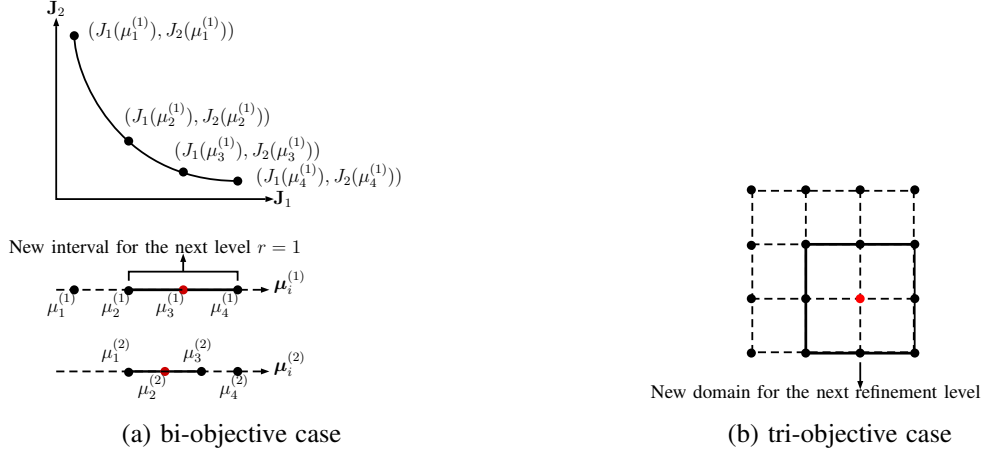 J₂
(J₁(μ₁⁽¹⁾), J₂(μ₁⁽¹⁾))
(J₁(μ₂⁽¹⁾), J₂(μ₂⁽¹⁾))
(J₁(μ₃⁽¹⁾), J₂(μ₃⁽¹⁾))
(J₁(μ₄⁽¹⁾), J₂(μ₄⁽¹⁾))
J₁
New interval for the next level r = 1
μᵢ⁽¹⁾
μ₁⁽¹⁾ μ₂⁽¹⁾ μ₃⁽¹⁾ μ₄⁽¹⁾
μ₁⁽²⁾ μ₃⁽²⁾ μᵢ⁽²⁾
μ₂⁽²⁾ μ₄⁽²⁾
(a) bi-objective case
New domain for the next refinement level
(b) tri-objective case